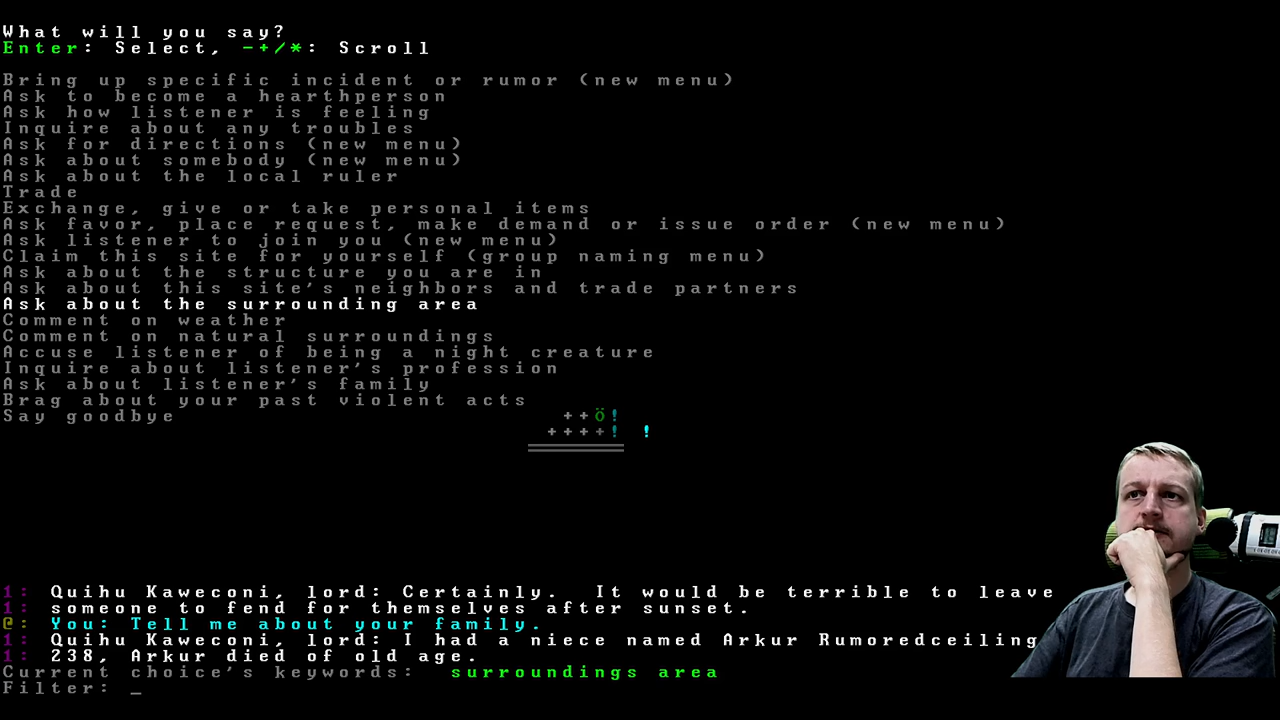 What will you say?
Enter: Select, -+/*: Scroll
Bring up specific incident or rumor (new menu)
Ask to become a hearthperson
Ask how listener is feeling
Inquire about any troubles
Ask for directions (new menu)
Ask about somebody (new menu)
Ask about the local ruler
Trade
Exchange, give or take personal items
Ask favor, place request, make demand or issue order (new menu)
Ask listener to join you (new menu)
Claim this site for yourself (group naming menu)
Ask about the structure you are in
Ask about this site's neighbors and trade partners
Ask about the surrounding area
Comment on weather
Comment on natural surroundings
Accuse listener of being a night creature
Inquire about listener's profession
Ask about listener's family
Brag about your past violent acts
Say goodbye ++ö!
++++! !
1: Quihu Kaweconi, lord: Certainly. It would be terrible to leave
1: someone to fend for themselves after sunset.
@: You: Tell me about your family.
1: Quihu Kaweconi, lord: I had a niece named Arkur Rumoredceiling
1: 238, Arkur died of old age.
Current choice's keywords: surroundings area
Filter: _